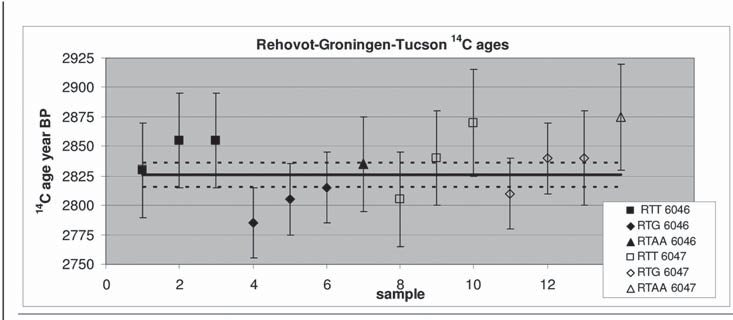 Rehovot-Groningen-Tucson ¹⁴C ages
¹⁴C age year BP
2925
2900
2875
2850
2825
2800
2775
2750
0 2 4 6 8 10 12
sample
RTT 6046
RTG 6046
RTAA 6046
RTT 6047
RTG 6047
RTAA 6047